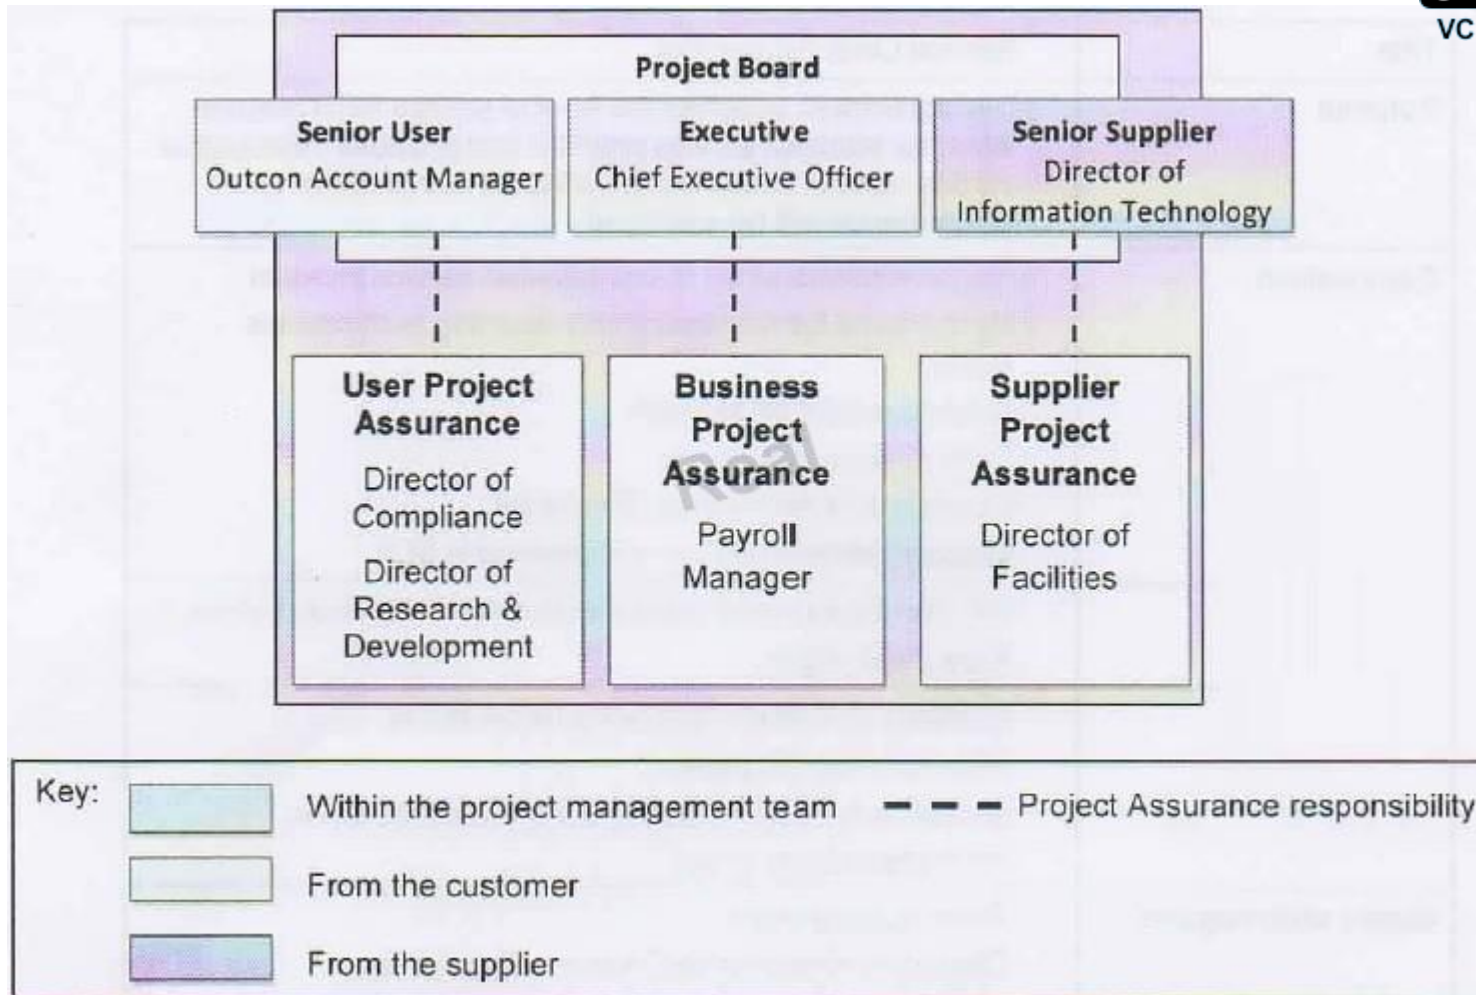 VC
Project Board
Senior User
Outcon Account Manager
Executive
Chief Executive Officer
Senior Supplier
Director of
Information Technology
User Project
Assurance
Director of
Compliance
Director of
Research &
Development
Business
Project
Assurance
Payroll
Manager
Real
Supplier
Project
Assurance
Director of
Facilities
Key:
Within the project management team
Project Assurance responsibility
From the customer
From the supplier